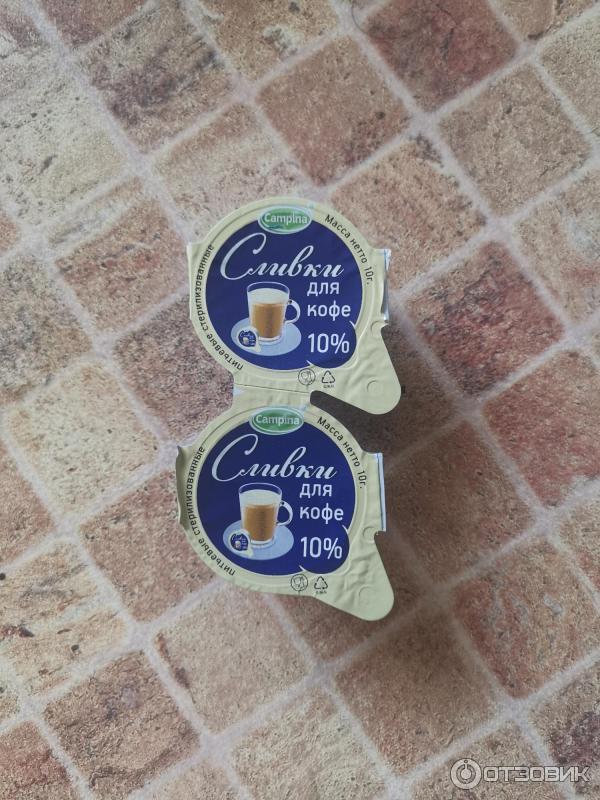 Campina
Сливки
для
кофе
10%
питьевые стерилизованные
Масса нетто 10г.
Campina
Сливки
для
кофе
10%
питьевые стерилизованные
Масса нетто 10г.
ОТЗОВИК